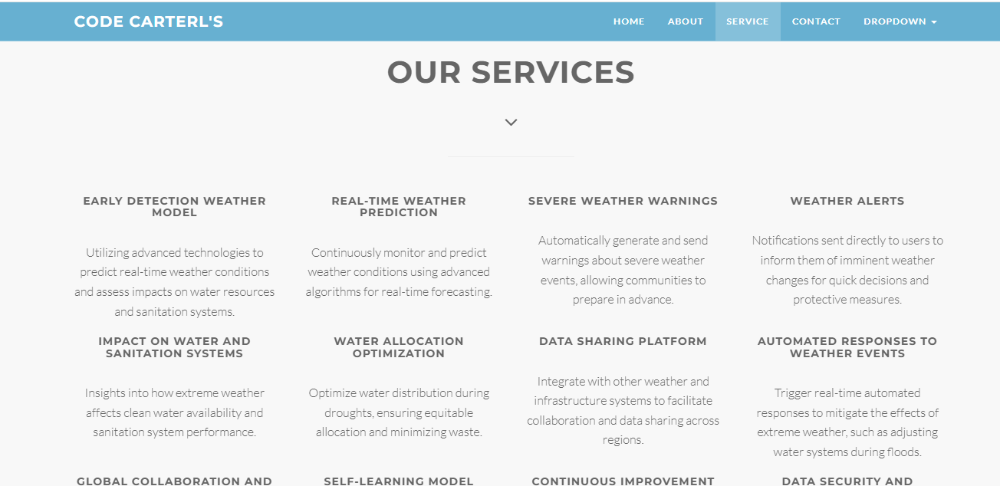 CODE CARTERL'S
HOME ABOUT SERVICE CONTACT DROPDOWN
OUR SERVICES
EARLY DETECTION WEATHER
MODEL
Utilizing advanced technologies to
predict real-time weather conditions
and assess impacts on water resources
and sanitation systems.
REAL-TIME WEATHER
PREDICTION
Continuously monitor and predict
weather conditions using advanced
algorithms for real-time forecasting.
SEVERE WEATHER WARNINGS
Automatically generate and send
warnings about severe weather
events, allowing communities to
prepare in advance.
WEATHER ALERTS
Notifications sent directly to users to
inform them of imminent weather
changes for quick decisions and
protective measures.
IMPACT ON WATER AND
SANITATION SYSTEMS
Insights into how extreme weather
affects clean water availability and
sanitation system performance.
WATER ALLOCATION
OPTIMIZATION
Optimize water distribution during
droughts, ensuring equitable
allocation and minimizing waste.
DATA SHARING PLATFORM
Integrate with other weather and
infrastructure systems to facilitate
collaboration and data sharing across
regions.
AUTOMATED RESPONSES TO
WEATHER EVENTS
Trigger real-time automated
responses to mitigate the effects of
extreme weather, such as adjusting
water systems during floods.
GLOBAL COLLABORATION AND
SELF-LEARNING MODEL
CONTINUOUS IMPROVEMENT
DATA SECURITY AND